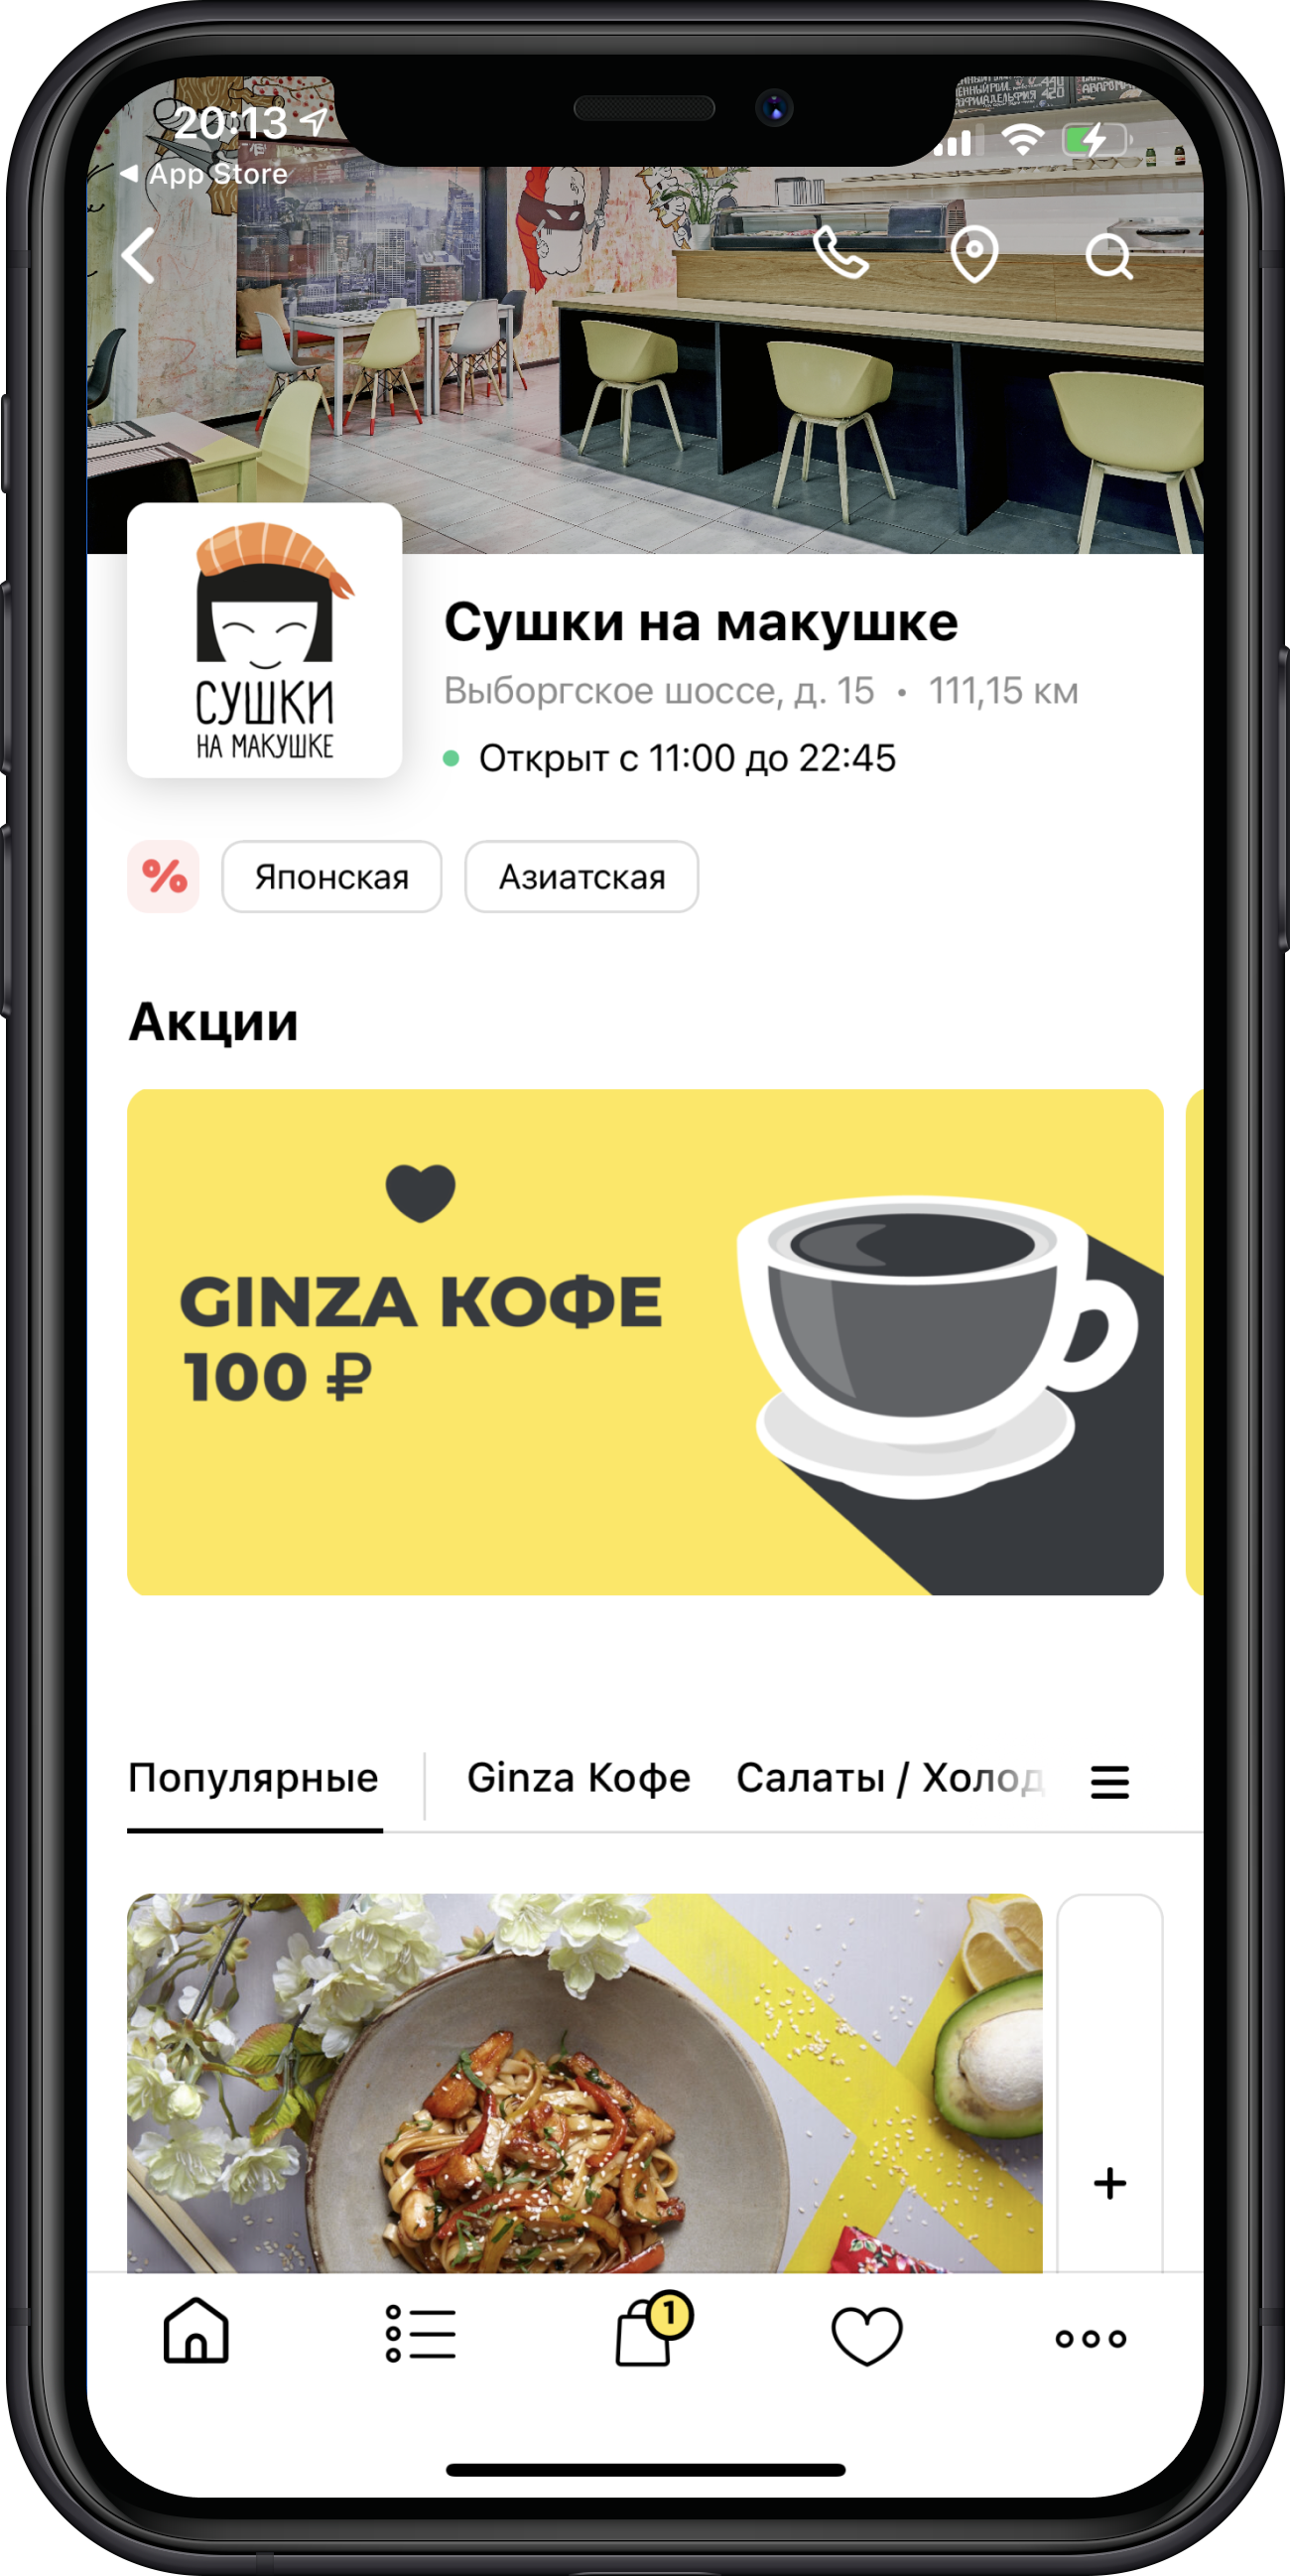 20:13
App Store
СУШКИ
НА МАКУШКЕ
Сушки на макушке
Выборгское шоссе, д. 15 • 111,15 км
Открыт с 11:00 до 22:45
% Японская Азиатская
Акции
GINZA КОФЕ
100 ₽
Популярные Ginza Кофе Салаты / Холод
1